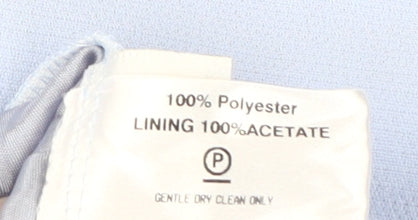 100% Polyester
LINING 100%ACETATE
P
GENTLE DRY CLEAN ONLY